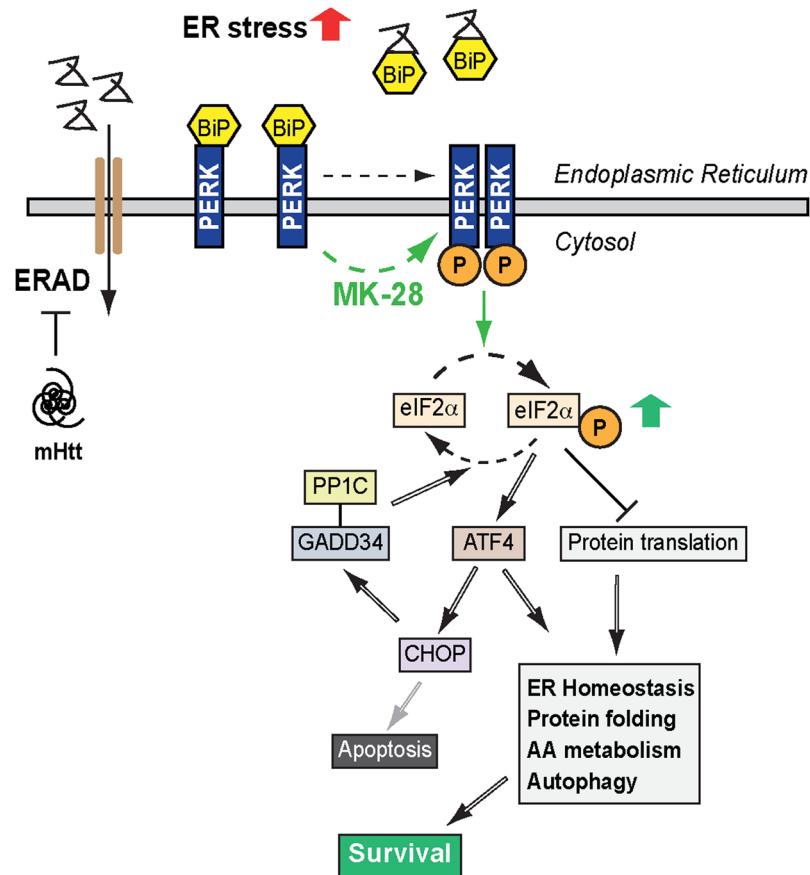 ER stress
BiP
BiP
BiP
BiP
PERK
PERK
PERK
PERK
Endoplasmic Reticulum
Cytosol
P
P
ERAD
MK-28
mHtt
eIF2α
eIF2α
P
PP1C
GADD34
ATF4
Protein translation
CHOP
Apoptosis
ER Homeostasis
Protein folding
AA metabolism
Autophagy
Survival